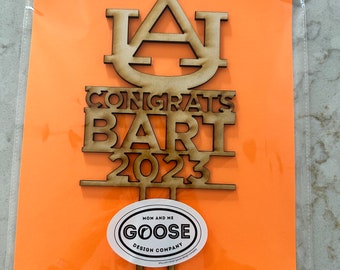 AU
CONGRATS
BART
2023
MOM AND ME
GOOSE
DESIGN COMPANY